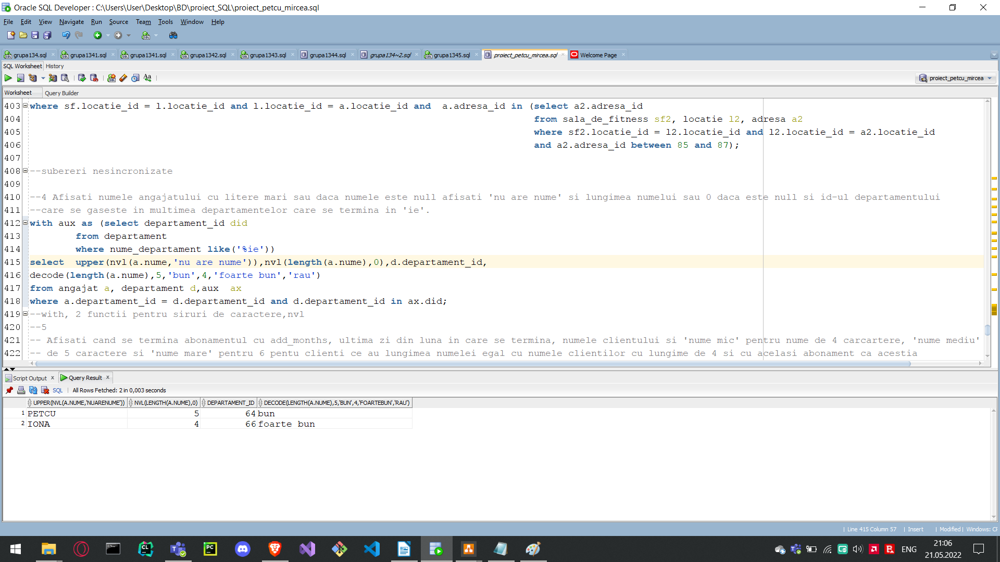 Oracle SQL Developer : C:\Users\User\Desktop\BD\proiect_SQL\proiect_petcu_mircea.sql
File Edit View Navigate Run Source Team Tools Window Help
grupa134.sql grupa1341.sql grupa1341.sql grupa1342.sql grupa1343.sql grupa1344.sql grupa134~2.sql grupa1345.sql proiect_petcu_mircea.sql Welcome Page
SQL Worksheet History
proiect_petcu_mircea
Worksheet Query Builder
403 where sf.locatie_id = l.locatie_id and l.locatie_id = a.locatie_id and  a.adresa_id in (select a2.adresa_id
404 from sala_de_fitness sf2, locatie l2, adresa a2
405 where sf2.locatie_id = l2.locatie_id and l2.locatie_id = a2.locatie_id
406 and a2.adresa_id between 85 and 87);
407
408 --subereri nesincronizate
409
410 --4 Afisati numele angajatului cu litere mari sau daca numele este null afisati 'nu are nume' si lungimea numelui sau 0 daca este null si id-ul departamentului
411 --care se gaseste in multimea departamentelor care se termina in 'ie'.
412 with aux as (select departament_id did
413 from departament
414 where nume_departament like('%ie'))
415 select  upper(nvl(a.nume,'nu are nume')),nvl(length(a.nume),0),d.departament_id,
416 decode(length(a.nume),5,'bun',4,'foarte bun','rau')
417 from angajat a, departament d,aux  ax
418 where a.departament_id = d.departament_id and d.departament_id in ax.did;
419 --with, 2 functii pentru siruri de caractere,nvl
420 --5
421 -- Afisati cand se termina abonamentul cu add_months, ultima zi din luna in care se termina, numele clientului si 'nume mic' pentru nume de 4 carcartere, 'nume mediu'
422 -- de 5 caractere si 'nume mare' pentru 6 pentu clienti ce au lungimea numelei egal cu numele clientilor cu lungime de 4 si cu acelasi abonament ca acestia
Script Output Query Result
SQL All Rows Fetched: 2 in 0,003 seconds
UPPER(NVL(A.NUME,'NUARENUME')) NVL(LENGTH(A.NUME),0) DEPARTAMENT_ID DECODE(LENGTH(A.NUME),5,'BUN',4,'FOARTEBUN','RAU')
1 PETCU 5 64 bun
2 IONA 4 66 foarte bun
Line 415 Column 57 Insert Modified Windows:
ENG 21:06
21.05.2022